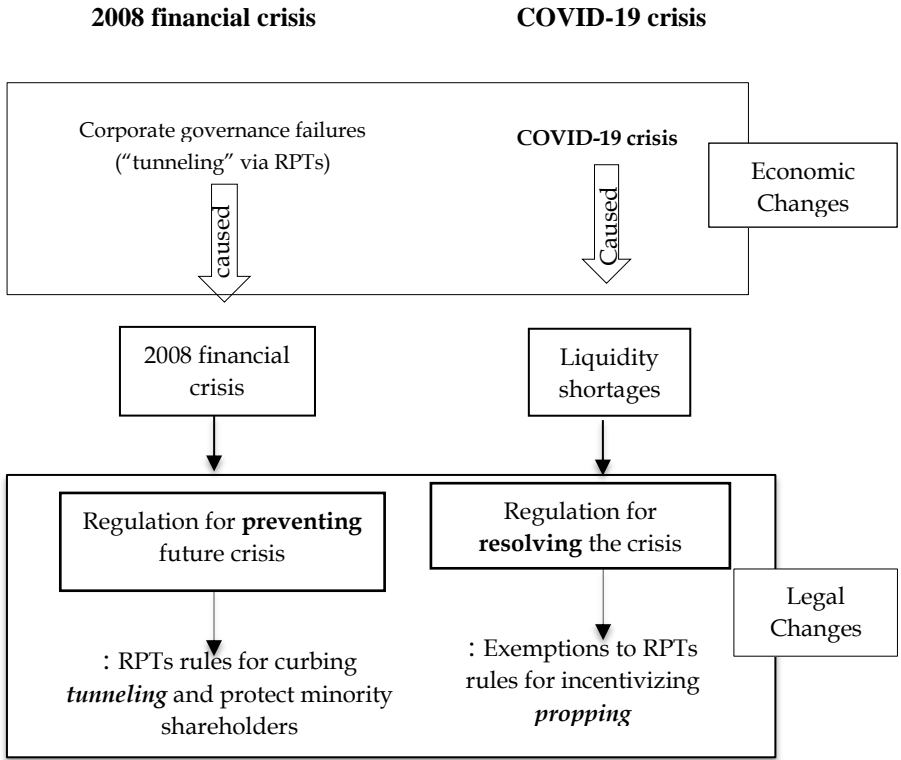 2008 financial crisis
COVID-19 crisis
Corporate governance failures
(“tunneling” via RPTs)
caused
COVID-19 crisis
Caused
Economic
Changes
2008 financial
crisis
Liquidity
shortages
Regulation for preventing
future crisis
Regulation for
resolving the crisis
Legal
Changes
: RPTs rules for curbing
tunneling and protect minority
shareholders
: Exemptions to RPTs
rules for incentivizing
propping